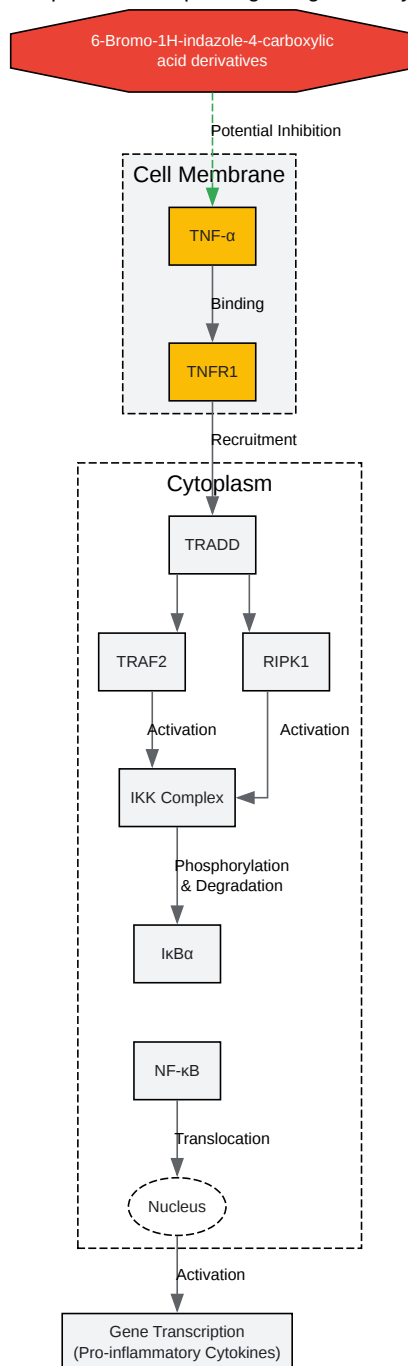 6-Bromo-1H-indazole-4-carboxylic
acid derivatives
Potential Inhibition
Cell Membrane
TNF-α
Binding
TNFR1
Recruitment
Cytoplasm
TRADD
TRAF2
RIPK1
Activation
Activation
IKK Complex
Phosphorylation
& Degradation
IκBα
NF-κB
Translocation
Nucleus
Activation
Gene Transcription
(Pro-inflammatory Cytokines)